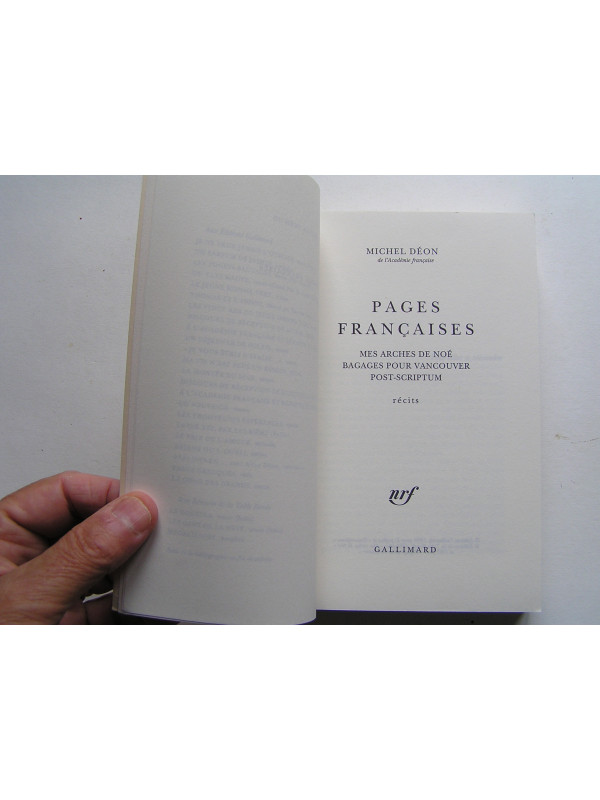 MICHEL DÉON
de l'Académie française
PAGES
FRANÇAISES
MES ARCHES DE NOÉ
BAGAGES POUR VANCOUVER
POST-SCRIPTUM
récits
nrf
GALLIMARD